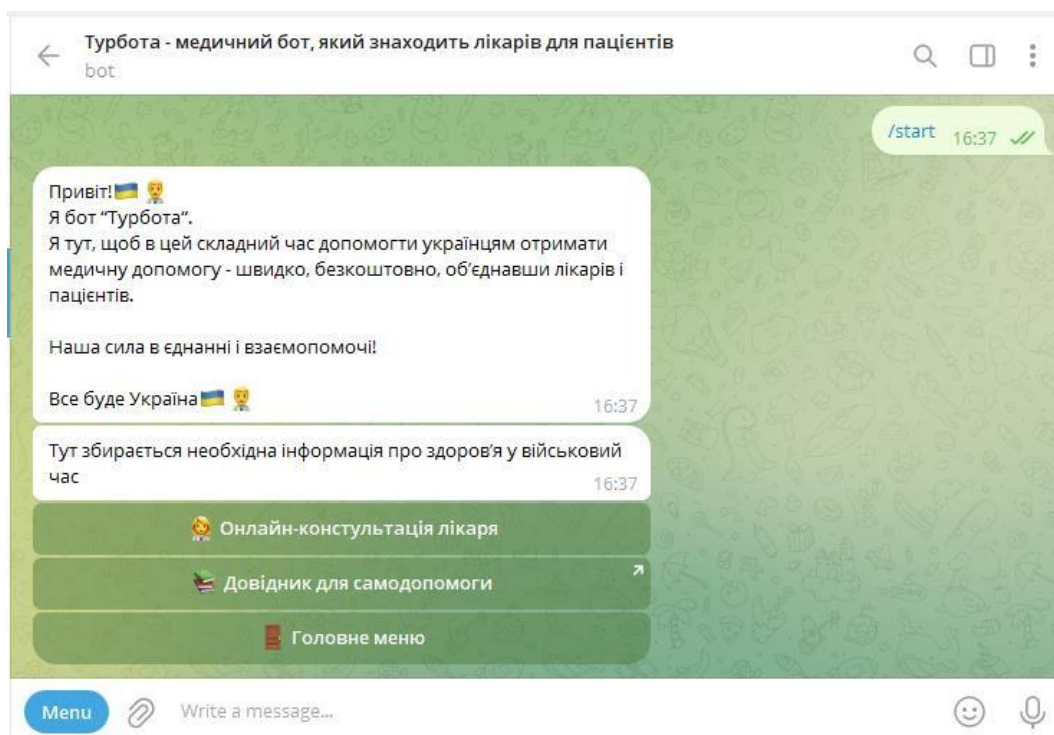 Турбота - медичний бот, який знаходить лікарів для пацієнтів
bot
/start 16:37
Привіт!🇺🇦 👨‍⚕️
Я бот “Турбота“.
Я тут, щоб в цей складний час допомогти українцям отримати
медичну допомогу - швидко, безкоштовно, об’єднавши лікарів і
пацієнтів.
Наша сила в єднанні і взаємопомочі!
Все буде Україна🇺🇦 👨‍⚕️
16:37
Тут збирається необхідна інформація про здоров’я у військовий
час
16:37
👩‍⚕️ Онлайн-констультація лікаря
📚 Довідник для самодопомоги
🚪 Головне меню
Menu
Write a message...